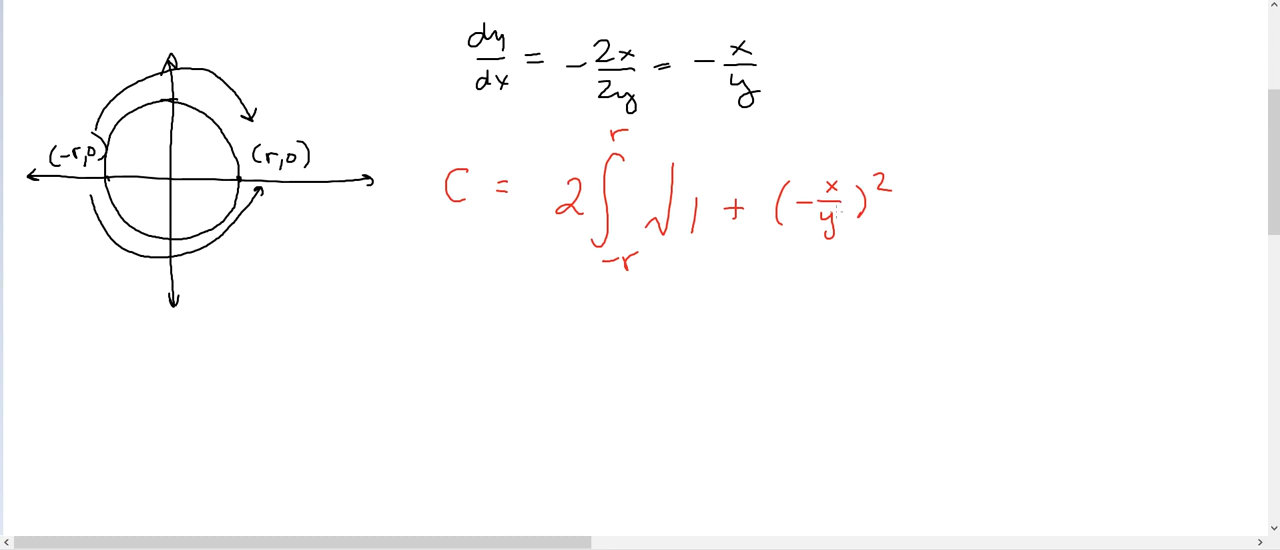 dy/dx = -2x/2y = -x/y
(-r,0) (r,0)
C = 2∫_{-r}^{r} √1 + (-x/y)^2